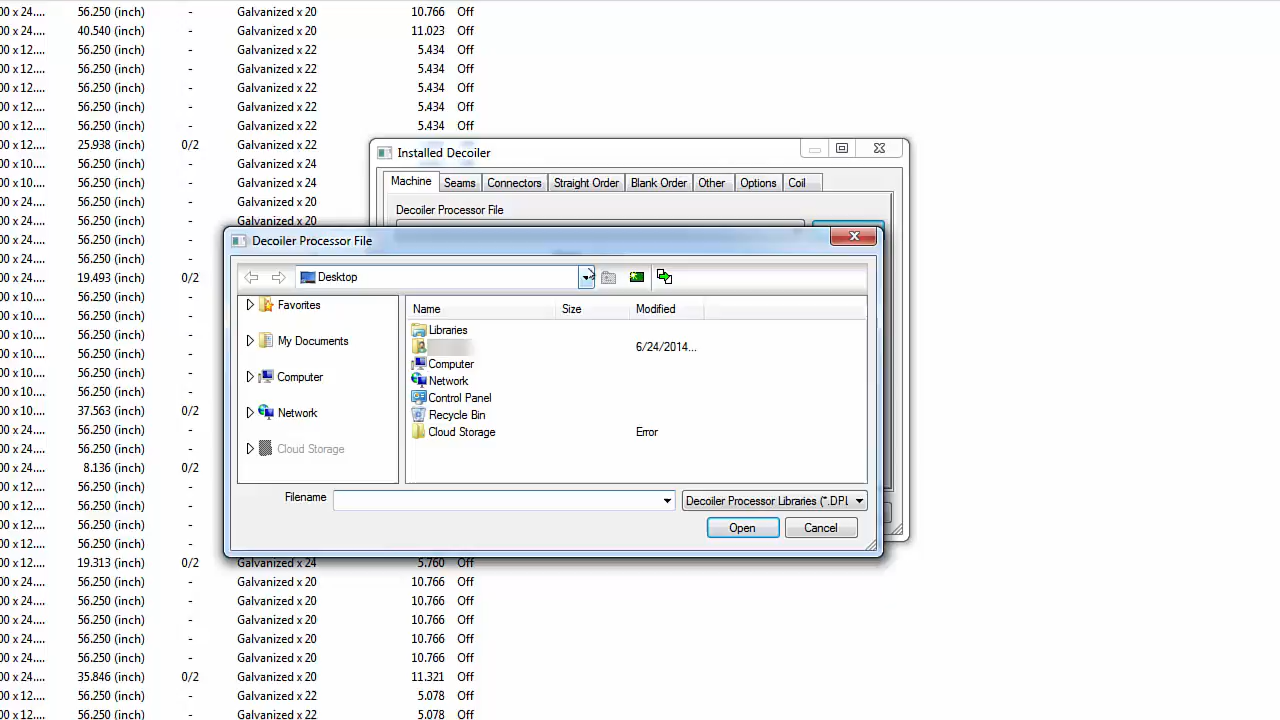 00 x 24.... 56.250 (inch) - Galvanized x 20 10.766 Off
00 x 24.... 40.540 (inch) - Galvanized x 20 11.023 Off
00 x 12.... 56.250 (inch) - Galvanized x 22 5.434 Off
00 x 12.... 56.250 (inch) - Galvanized x 22 5.434 Off
00 x 12.... 56.250 (inch) - Galvanized x 22 5.434 Off
00 x 12.... 56.250 (inch) - Galvanized x 22 5.434 Off
00 x 12.... 56.250 (inch) - Galvanized x 22 5.434 Off
00 x 12.... 25.938 (inch) 0/2 Galvanized x 22
00 x 10.... 56.250 (inch) - Galvanized x 24
00 x 10.... 56.250 (inch) - Galvanized x 24
00 x 10.... 56.250 (inch) - Galvanized x 24
00 x 24.... 56.250 (inch) - Galvanized x 20
00 x 24.... 56.250 (inch) -
00 x 24.... 56.250 (inch) -
00 x 24.... 19.493 (inch) 0/2
00 x 10.... 56.250 (inch) -
00 x 10.... 56.250 (inch) -
00 x 10.... 56.250 (inch) -
00 x 10.... 56.250 (inch) -
00 x 10.... 56.250 (inch) -
00 x 10.... 56.250 (inch) -
00 x 10.... 37.563 (inch) 0/2
00 x 24.... 56.250 (inch) -
00 x 24.... 56.250 (inch) -
00 x 24.... 8.136 (inch) 0/2
00 x 12.... 56.250 (inch) -
00 x 12.... 56.250 (inch) -
00 x 12.... 56.250 (inch) -
00 x 12.... 56.250 (inch) -
00 x 12.... 19.313 (inch) 0/2 Galvanized x 24 5.760 Off
00 x 24.... 56.250 (inch) - Galvanized x 20 10.766 Off
00 x 24.... 56.250 (inch) - Galvanized x 20 10.766 Off
00 x 24.... 56.250 (inch) - Galvanized x 20 10.766 Off
00 x 24.... 56.250 (inch) - Galvanized x 20 10.766 Off
00 x 24.... 56.250 (inch) - Galvanized x 20 10.766 Off
00 x 24.... 35.846 (inch) 0/2 Galvanized x 20 11.321 Off
00 x 12.... 56.250 (inch) - Galvanized x 22 5.078 Off
00 x 12.... 56.250 (inch) - Galvanized x 22 5.078 Off
Installed Decoiler
Machine Seams Connectors Straight Order Blank Order Other Options Coil
Decoiler Processor File
Decoiler Processor File
Desktop
Favorites
My Documents
Computer
Network
Cloud Storage
Name Size Modified
Libraries
6/24/2014...
Computer
Network
Control Panel
Recycle Bin
Cloud Storage Error
Filename
Decoiler Processor Libraries (*.DPL
Open Cancel